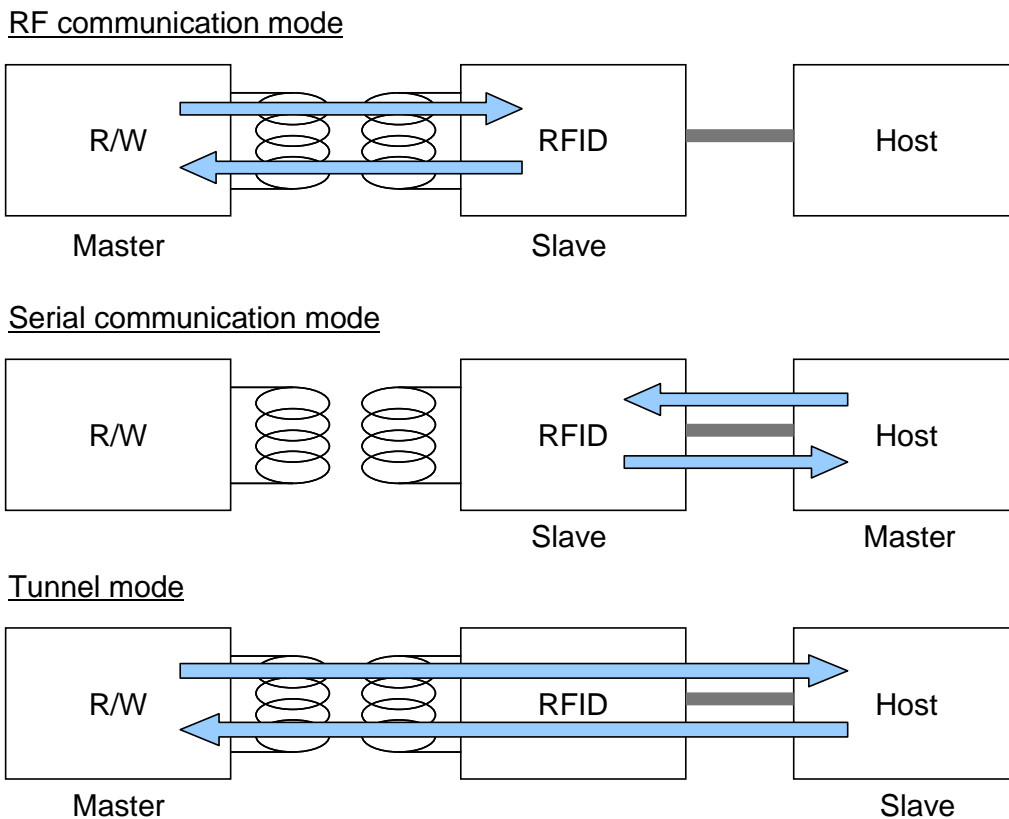 RF communication mode
R/W RFID Host
Master Slave
Serial communication mode
R/W RFID Host
Slave Master
Tunnel mode
R/W RFID Host
Master Slave